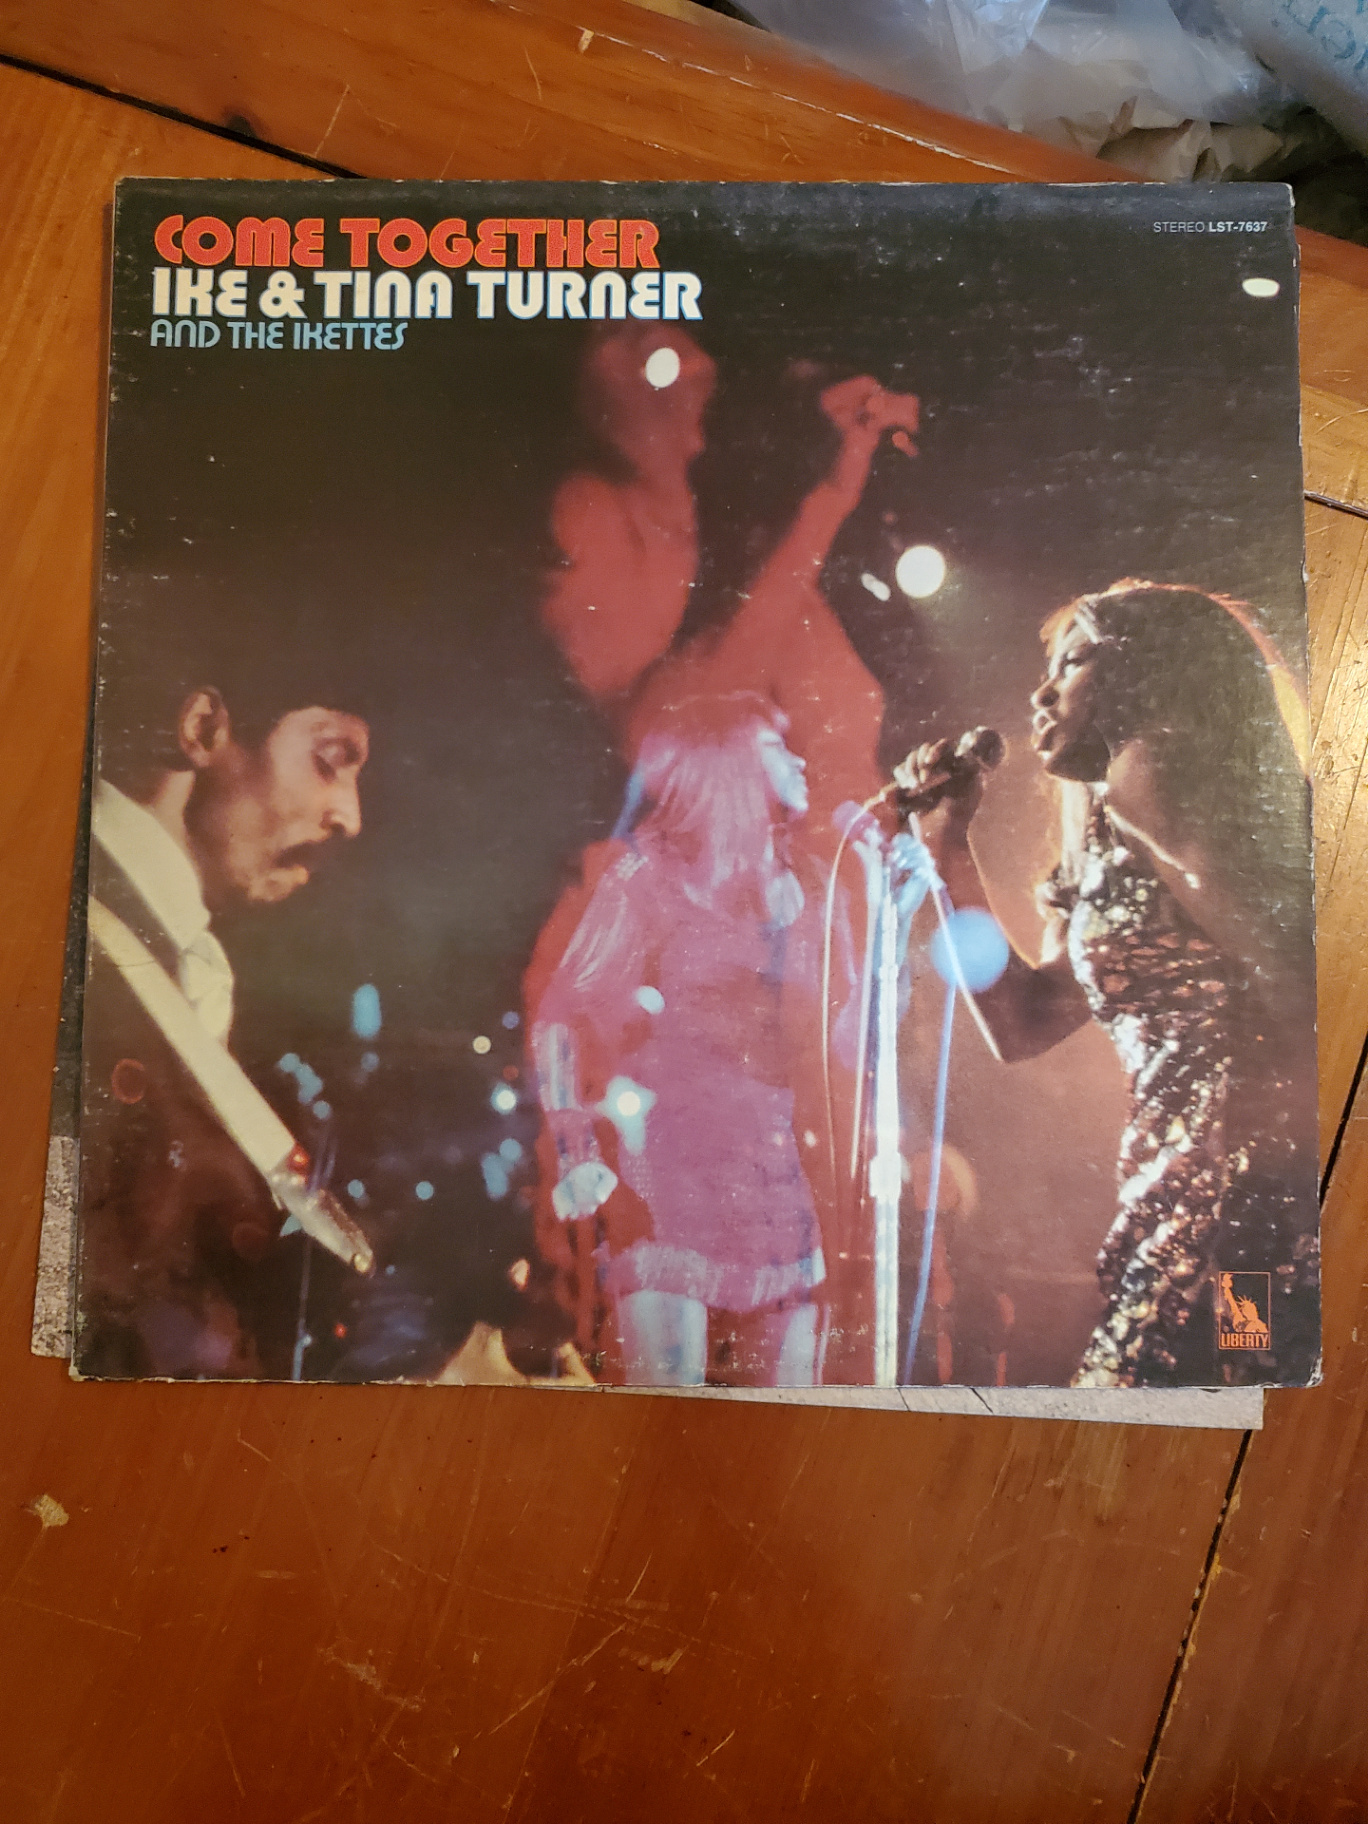 COME TOGETHER
STEREO LST-7637
IKE & TINA TURNER
AND THE IKETTES
LIBERTY